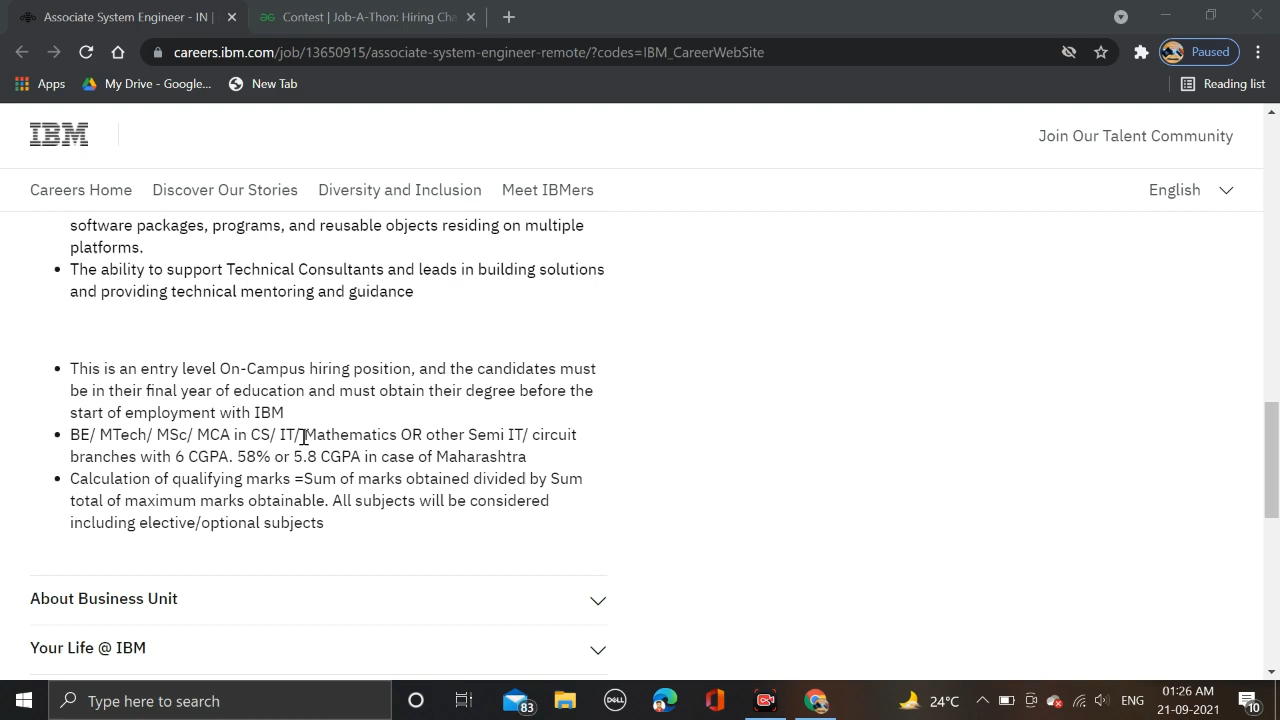 Associate System Engineer - IN |
Contest | Job-A-Thon: Hiring Cha
careers.ibm.com/job/13650915/associate-system-engineer-remote/?codes=IBM_CareerWebSite
Paused
Apps
My Drive - Google...
New Tab
Reading list
IBM
Join Our Talent Community
Careers Home
Discover Our Stories
Diversity and Inclusion
Meet IBMers
English
software packages, programs, and reusable objects residing on multiple
platforms.
• The ability to support Technical Consultants and leads in building solutions
and providing technical mentoring and guidance
• This is an entry level On-Campus hiring position, and the candidates must
be in their final year of education and must obtain their degree before the
start of employment with IBM
• BE/ MTech/ MSc/ MCA in CS/ IT/ Mathematics OR other Semi IT/ circuit
branches with 6 CGPA. 58% or 5.8 CGPA in case of Maharashtra
• Calculation of qualifying marks =Sum of marks obtained divided by Sum
total of maximum marks obtainable. All subjects will be considered
including elective/optional subjects
About Business Unit
Your Life @ IBM
Type here to search
83
DELL
24°C
ENG
01:26 AM
21-09-2021
10